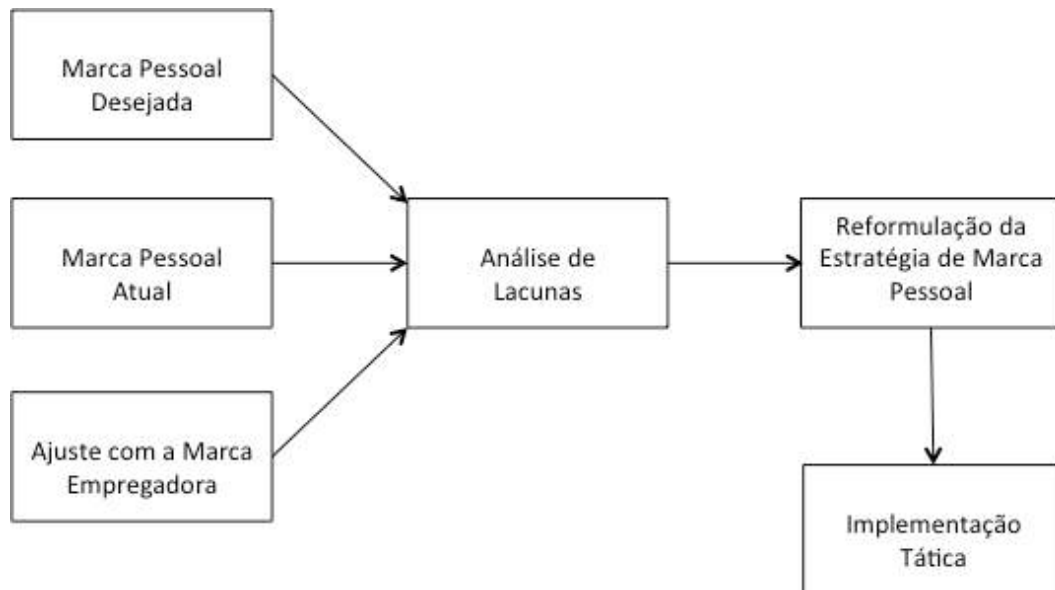 Marca Pessoal
Desejada
Marca Pessoal
Atual
Ajuste com a Marca
Empregadora
Análise de
Lacunas
Reformulação da
Estratégia de Marca
Pessoal
Implementação
Tática